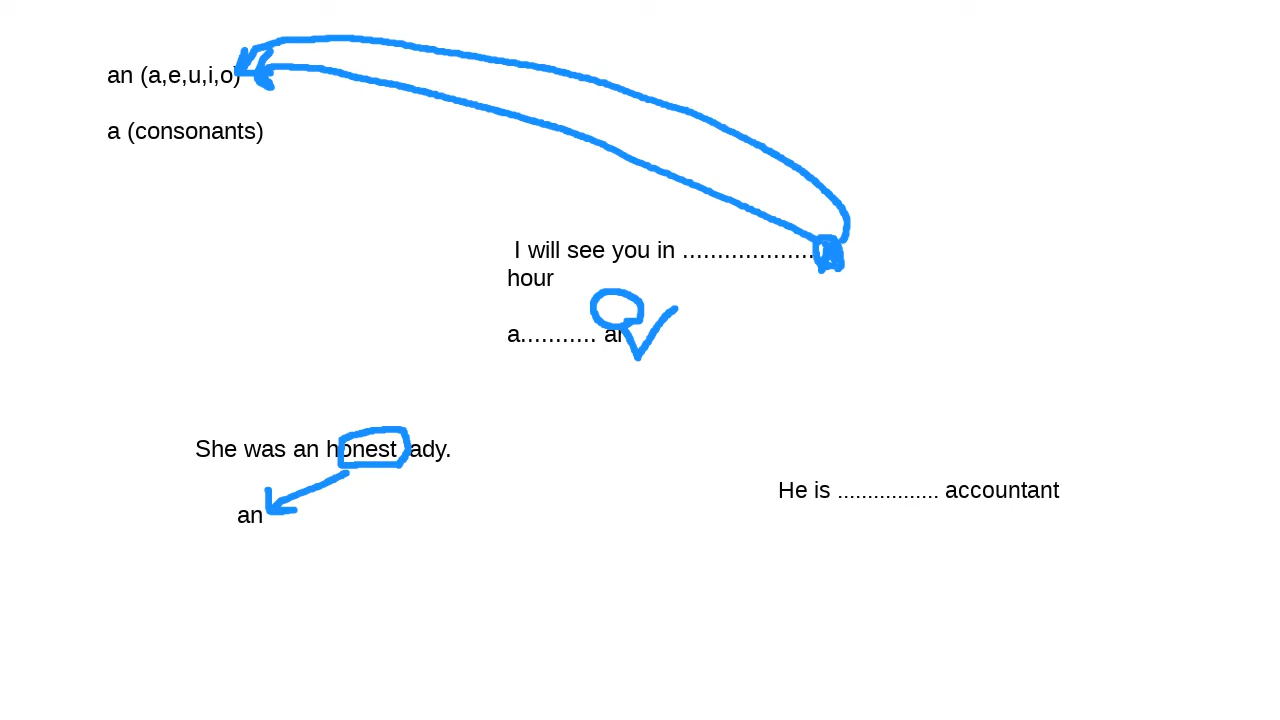 an (a,e,u,i,o)
a (consonants)
I will see you in ...................
hour
a........... an
She was an honest lady.
an
He is ................. accountant